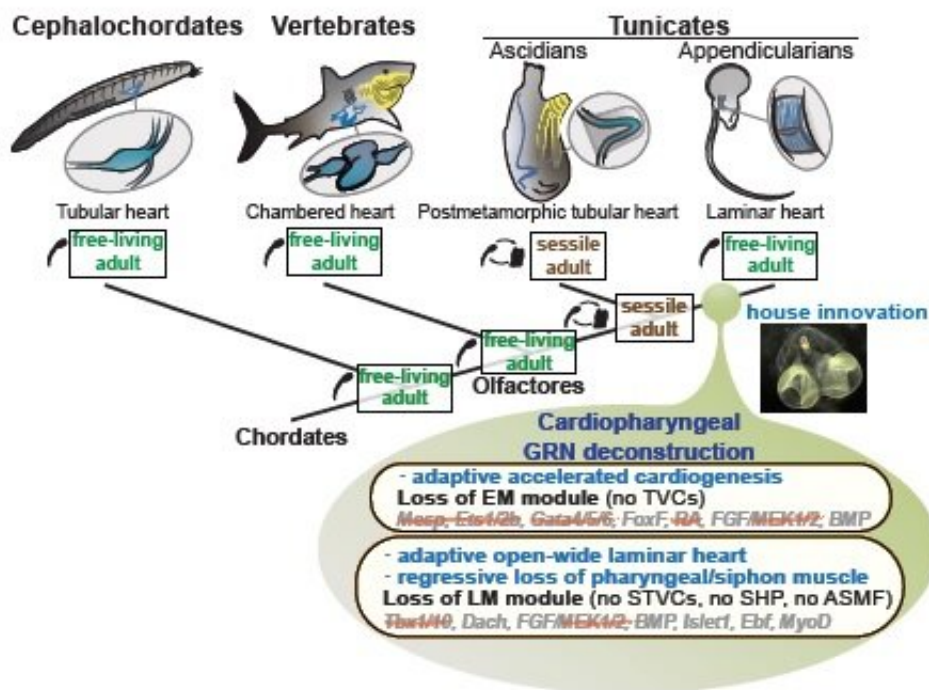 Cephalochordates
Vertebrates
Tunicates
Ascidians
Appendicularians
Tubular heart
Chambered heart
Postmetamorphic tubular heart
Laminar heart
free-living
adult
free-living
adult
sessile
adult
free-living
adult
sessile
adult
house innovation
free-living
adult
Olfactores
free-living
adult
Chordates
Cardiopharyngeal
GRN deconstruction
- adaptive accelerated cardiogenesis
Loss of EM module (no TVCs)
Mesp, Ets1/2b, Gata4/5/6, FoxF, RA, FGF/MEK1/2, BMP
- adaptive open-wide laminar heart
- regressive loss of pharyngeal/siphon muscle
Loss of LM module (no STVCs, no SHP, no ASMF)
Tbx1/10, Dach, FGF/MEK1/2, BMP, Islet1, Ebf, MyoD